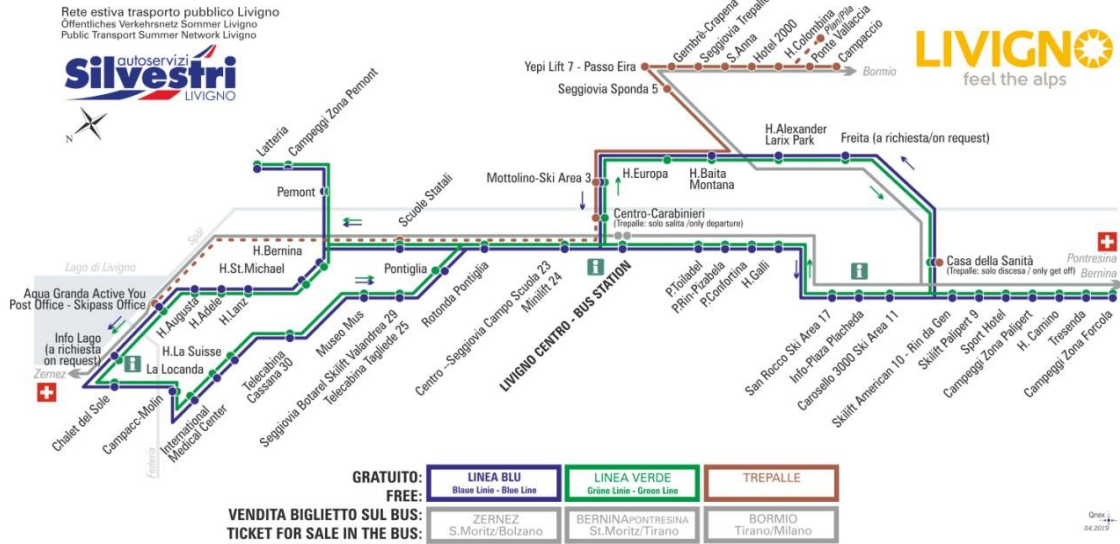 Rete estiva trasporto pubblico Livigno
Öffentliches Verkehrsnetz Sommer Livigno
Public Transport Summer Network Livigno
autoservizi
Silvestri
LIVIGNO
N
LIVIGNO
feel the alps
Gembrè-Crapena
Seggiovia Trepalle
S.Anna
Hotel 2000
H.Colombina
Plan/Pila
Ponte Vallaccia
Campaccio
Yepi Lift 7 - Passo Eira
Bormio
Seggiovia Sponda 5
Latteria
Campeggi Zona Pemont
Pemont
Scuole Statali
Mottolino-Ski Area 3
H.Europa
H.Baita
Montana
H.Alexander
Larix Park
Freita (a richiesta/on request)
Centro-Carabinieri
(Trepalle: solo salita /only departure)
Spöl
Lago di Livigno
H.Bernina
H.St.Michael
Pontiglia
Casa della Sanità
(Trepalle: solo discesa / only get off)
Pontresina
Bernina
Aqua Granda Active You
Post Office - Skipass Office
H.Augusta
H.Adele
H.Lanz
Info Lago
(a richiesta
on request)
Zernez
H.La Suisse
La Locanda
Chalet del Sole
Campacc-Molin
Federia
International
Medical Center
Telecabina
Cassana 30
Museo Mus
Seggiovia Botarel Skilift Valandrea 29
Telecabina Tagliede 25
Rotonda Pontiglia
Centro --Seggiovia Campo Scuola 23
Minilift 24
LIVIGNO CENTRO - BUS STATION
i
P.Toiladel
P.Rin-Pizabela
P.Confortina
H.Galli
San Rocco Ski Area 17
Info-Plaza Placheda
Carosello 3000 Ski Area 11
Skilift American 10 - Rin da Gen
Skilift Palipert 9
Sport Hotel
Campeggi Zona Palipert
H. Camino
Tresenda
Campeggi Zona Forcole
i
i
GRATUITO:
FREE:
LINEA BLU
Blaue Linie - Blue Line
LINEA VERDE
Grüne Linie - Green Line
TREPALLE
VENDITA BIGLIETTO SUL BUS:
TICKET FOR SALE IN THE BUS:
ZERNEZ
S.Moritz/Bolzano
BERNINAPONTRESINA
St.Moritz/Tirano
BORMIO
Tirano/Milano
Qnex
04.2019